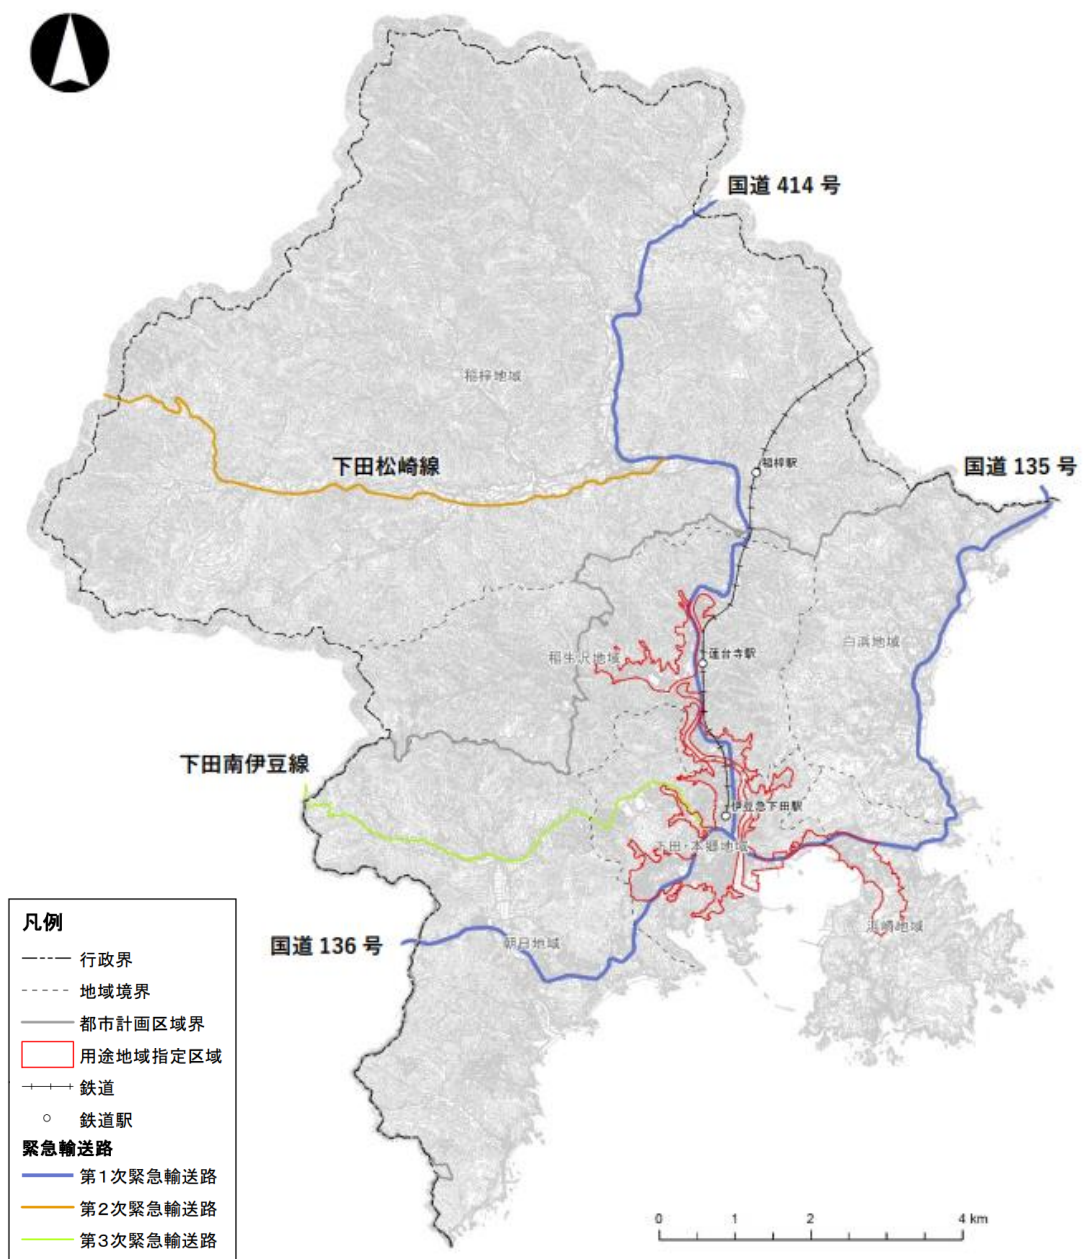 国道 414 号
稲梓地域
下田松崎線
稲梓駅
国道 135 号
白浜地域
稲生沢地域
蓮台寺駅
下田南伊豆線
伊豆急下田駅
下田・本郷地域
国道 136 号
朝日地域
浜崎地域
凡例
行政界
地域境界
都市計画区域界
用途地域指定区域
鉄道
鉄道駅
緊急輸送路
第1次緊急輸送路
第2次緊急輸送路
第3次緊急輸送路
0 1 2 4 km